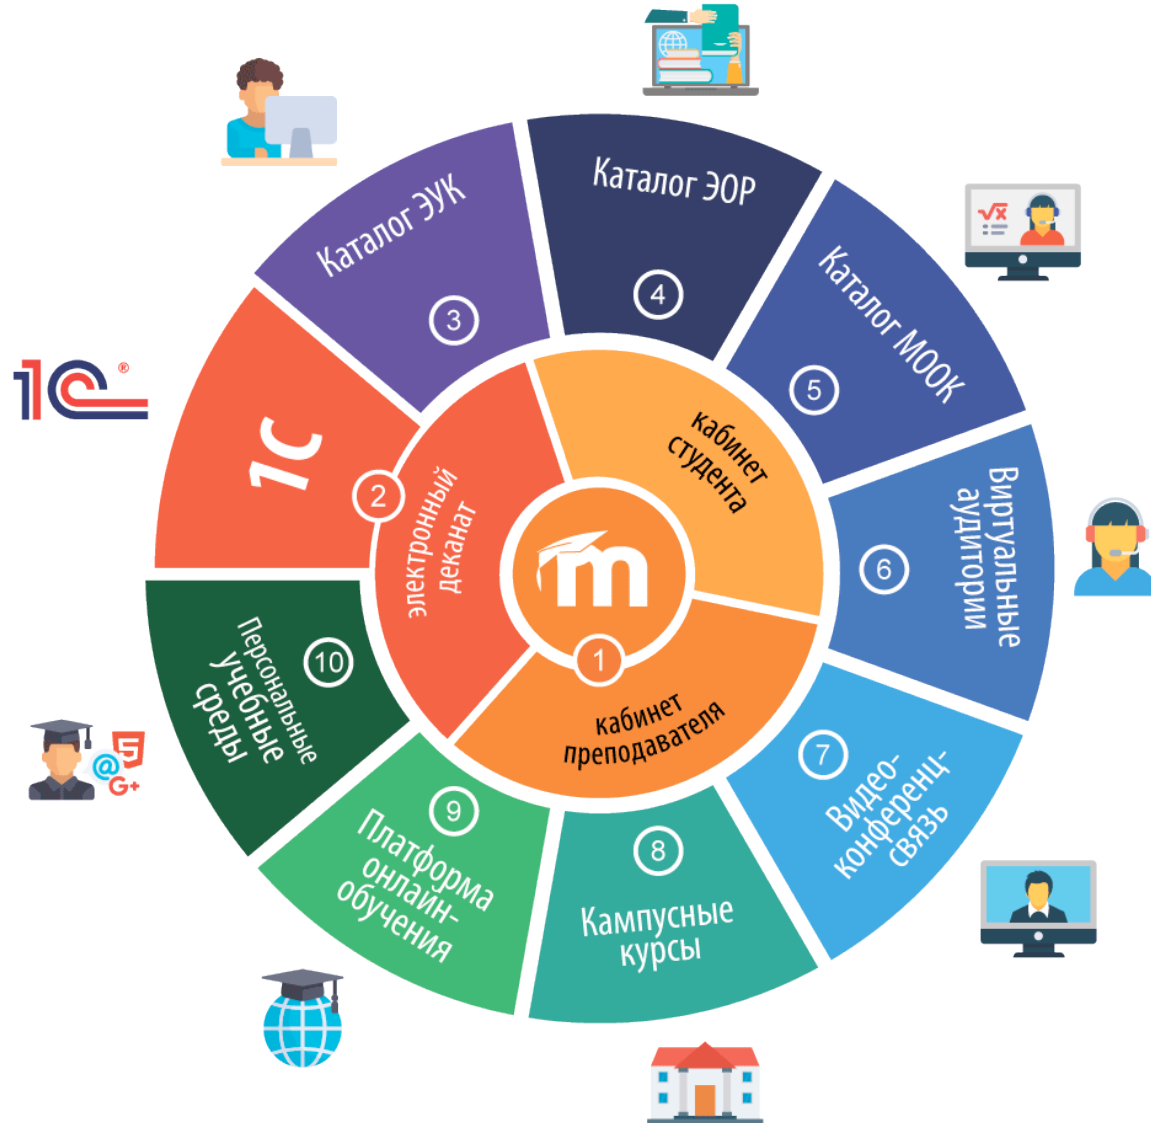 Каталог ЭОР
4
Каталог МООК
5
Виртуальные
аудитории
6
7
Видео-
конференц-
связь
8
Кампусные
курсы
9
Платформа
онлайн-
обучения
10
Персональные
учебные
среды
1С
2
Каталог ЭУК
3
электронный
деканат
кабинет
студента
кабинет
преподавателя
m
1
1С
®
√x
5
@
G+